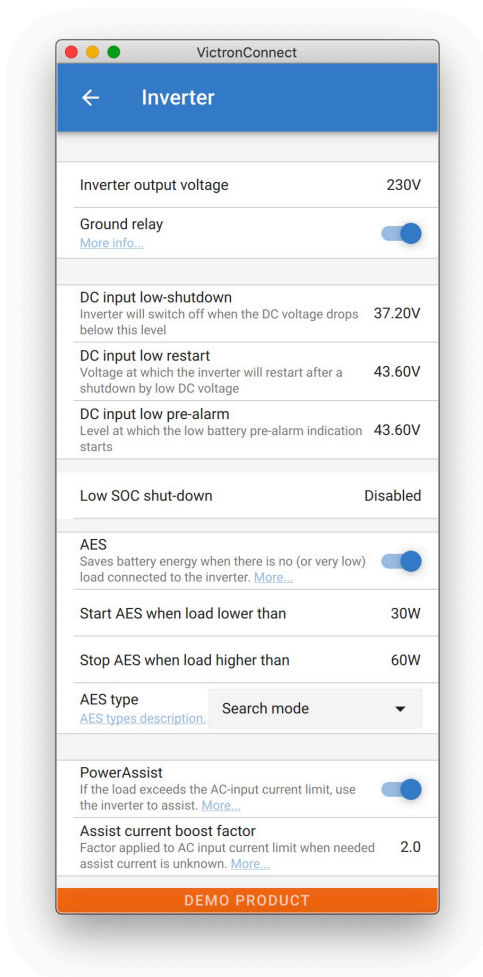 VictronConnect
Inverter
Inverter output voltage 230V
Ground relay
More info...
DC input low-shutdown
Inverter will switch off when the DC voltage drops 37.20V
below this level
DC input low restart
Voltage at which the inverter will restart after a 43.60V
shutdown by low DC voltage
DC input low pre-alarm
Level at which the low battery pre-alarm indication 43.60V
starts
Low SOC shut-down Disabled
AES
Saves battery energy when there is no (or very low)
load connected to the inverter. More...
Start AES when load lower than 30W
Stop AES when load higher than 60W
AES type
AES types description. Search mode
PowerAssist
If the load exceeds the AC-input current limit, use
the inverter to assist. More...
Assist current boost factor
Factor applied to AC input current limit when needed 2.0
assist current is unknown. More...
DEMO PRODUCT